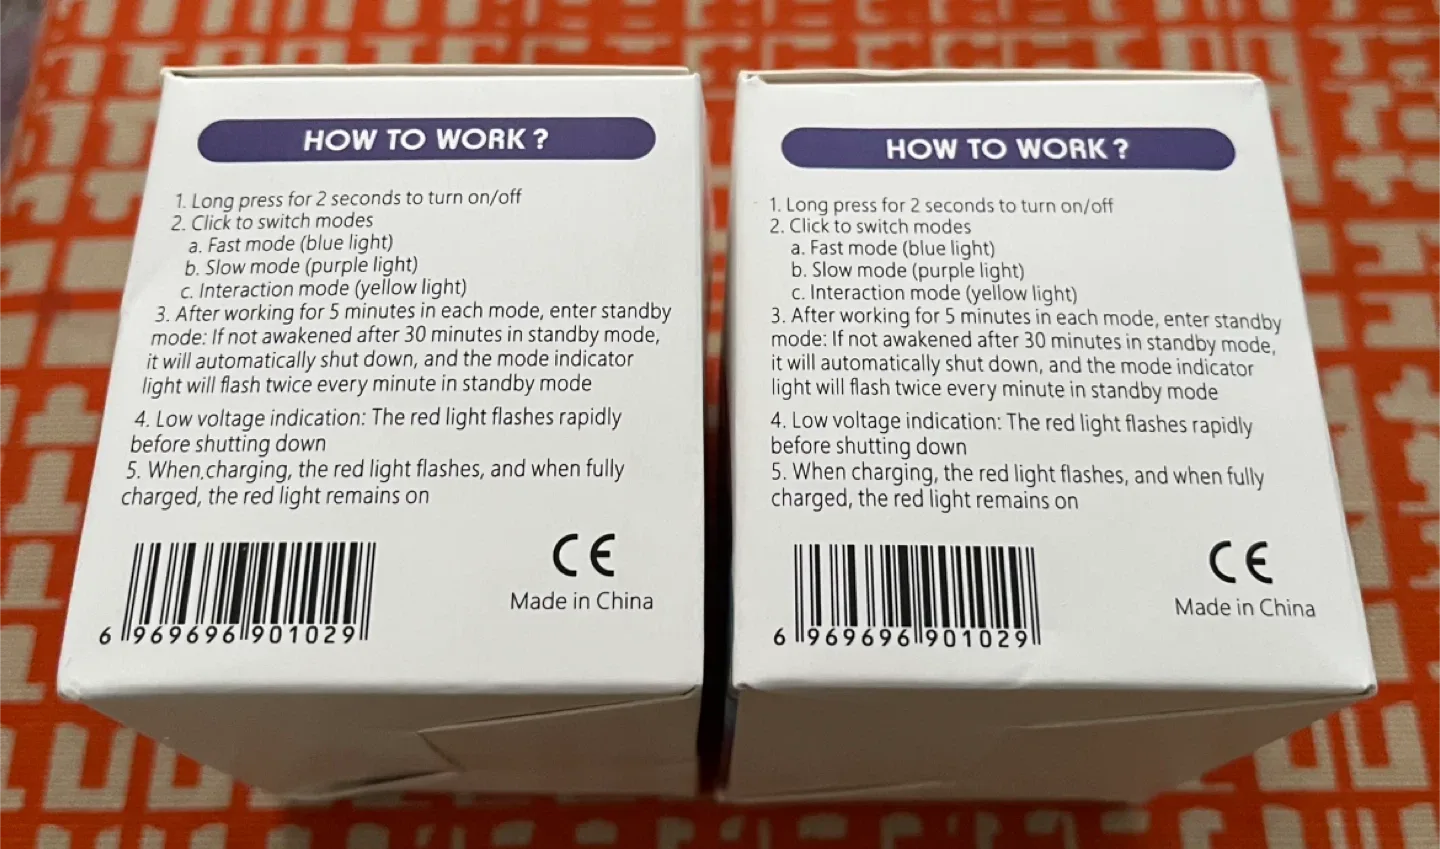 HOW TO WORK ?
1. Long press for 2 seconds to turn on/off
2. Click to switch modes
a. Fast mode (blue light)
b. Slow mode (purple light)
c. Interaction mode (yellow light)
3. After working for 5 minutes in each mode, enter standby
mode: If not awakened after 30 minutes in standby mode,
it will automatically shut down, and the mode indicator
light will flash twice every minute in standby mode
4. Low voltage indication: The red light flashes rapidly
before shutting down
5. When charging, the red light flashes, and when fully
charged, the red light remains on
CE
Made in China
6 969696 901029
HOW TO WORK ?
1. Long press for 2 seconds to turn on/off
2. Click to switch modes
a. Fast mode (blue light)
b. Slow mode (purple light)
c. Interaction mode (yellow light)
3. After working for 5 minutes in each mode, enter standby
mode: If not awakened after 30 minutes in standby mode,
it will automatically shut down, and the mode indicator
light will flash twice every minute in standby mode
4. Low voltage indication: The red light flashes rapidly
before shutting down
5. When charging, the red light flashes, and when fully
charged, the red light remains on
CE
Made in China
6 969696 901029